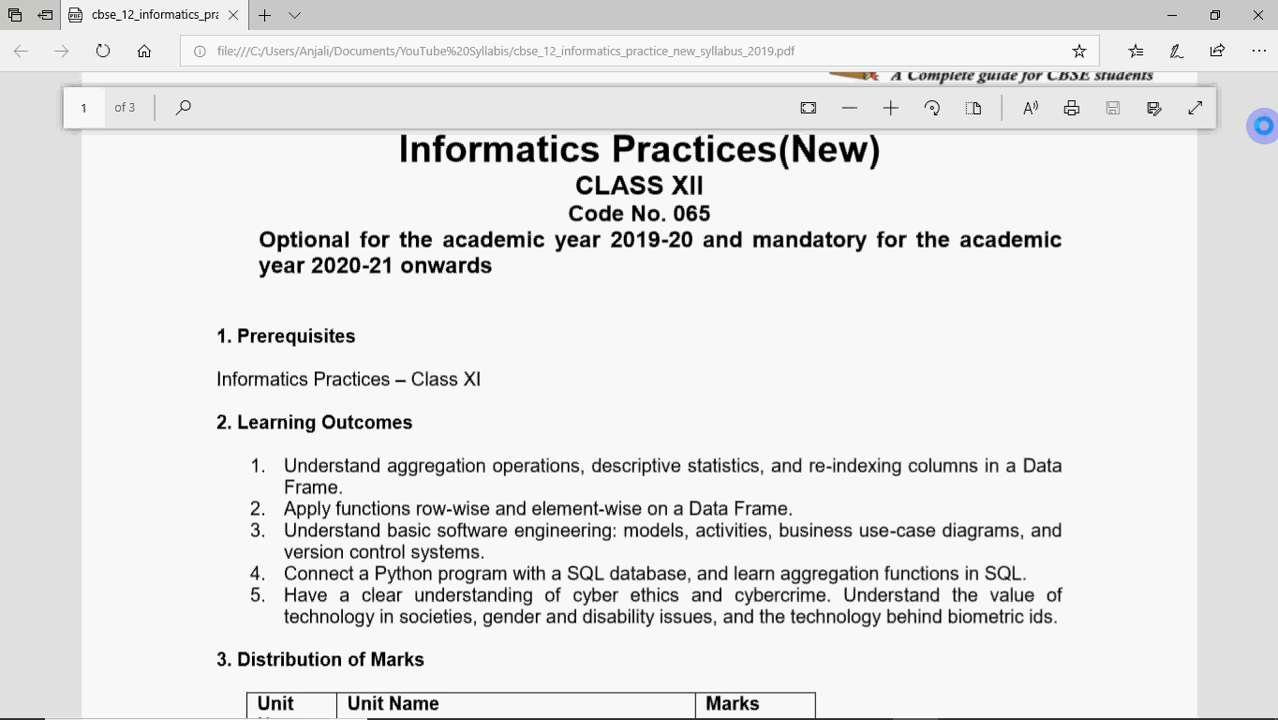 cbse_12_informatics_pra
file:///C:/Users/Anjali/Documents/YouTube%20Syllabis/cbse_12_informatics_practice_new_syllabus_2019.pdf
A Complete guide for CBSE students
1 of 3
Informatics Practices(New)
CLASS XII
Code No. 065
Optional for the academic year 2019-20 and mandatory for the academic
year 2020-21 onwards
1. Prerequisites
Informatics Practices – Class XI
2. Learning Outcomes
1. Understand aggregation operations, descriptive statistics, and re-indexing columns in a Data
Frame.
2. Apply functions row-wise and element-wise on a Data Frame.
3. Understand basic software engineering: models, activities, business use-case diagrams, and
version control systems.
4. Connect a Python program with a SQL database, and learn aggregation functions in SQL.
5. Have a clear understanding of cyber ethics and cybercrime. Understand the value of
technology in societies, gender and disability issues, and the technology behind biometric ids.
3. Distribution of Marks
Unit Unit Name Marks